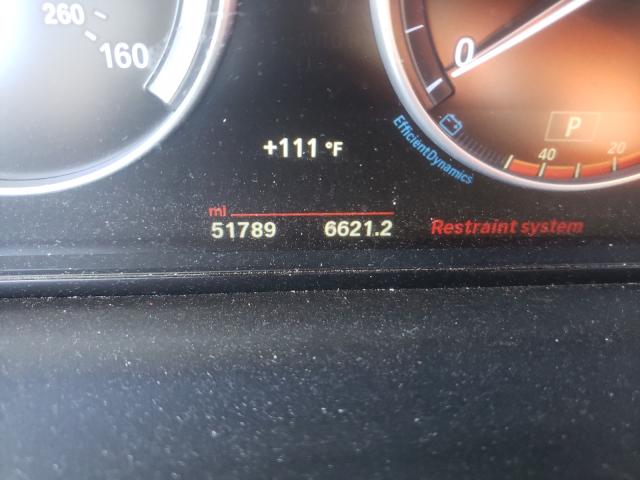 260
160
0
+111 °F
EfficientDynamics
P
40
20
mi
51789 6621.2
Restraint system